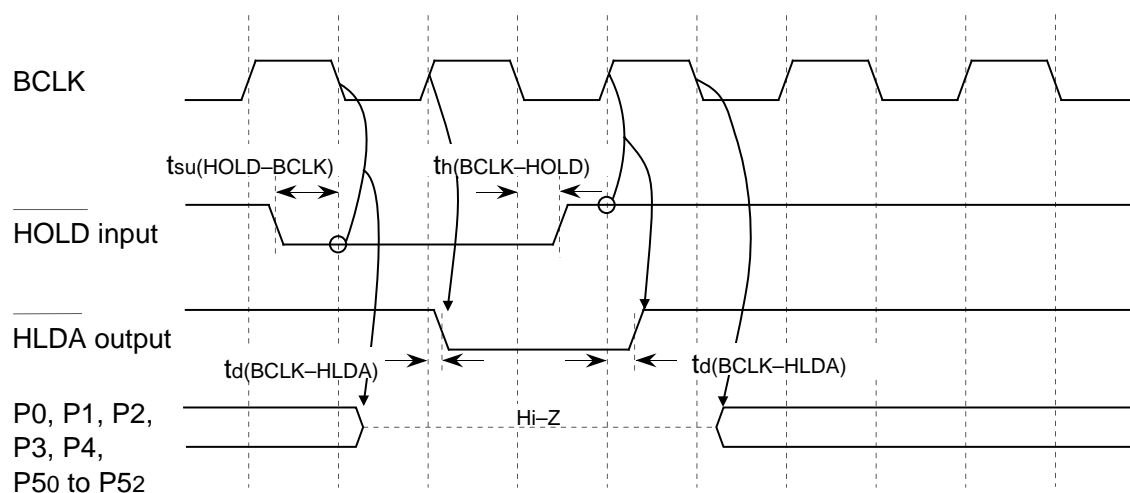 BCLK
tsu(HOLD–BCLK)
th(BCLK–HOLD)
HOLD input
HLDA output
td(BCLK–HLDA)
td(BCLK–HLDA)
P0, P1, P2,
P3, P4,
P50 to P52
Hi–Z